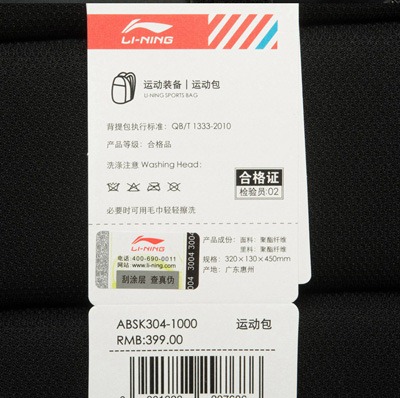 LI-NING
运动装备 | 运动包
LI-NING SPORTS BAG
背提包执行标准: QB/T 1333-2010
产品等级: 合格品
洗涤注意 Washing Head:
合格证
检验员:02
必要时可用毛巾轻轻擦洗
LI-NING
电话 400-690-0011
网站 www.li-ning.com
刮涂层 查真伪
3004 3004
产品成份: 面料: 聚酯纤维
里料: 聚酯纤维
规格: 320×130×450mm
产地: 广东惠州
ABSK304-1000 运动包
RMB:399.00